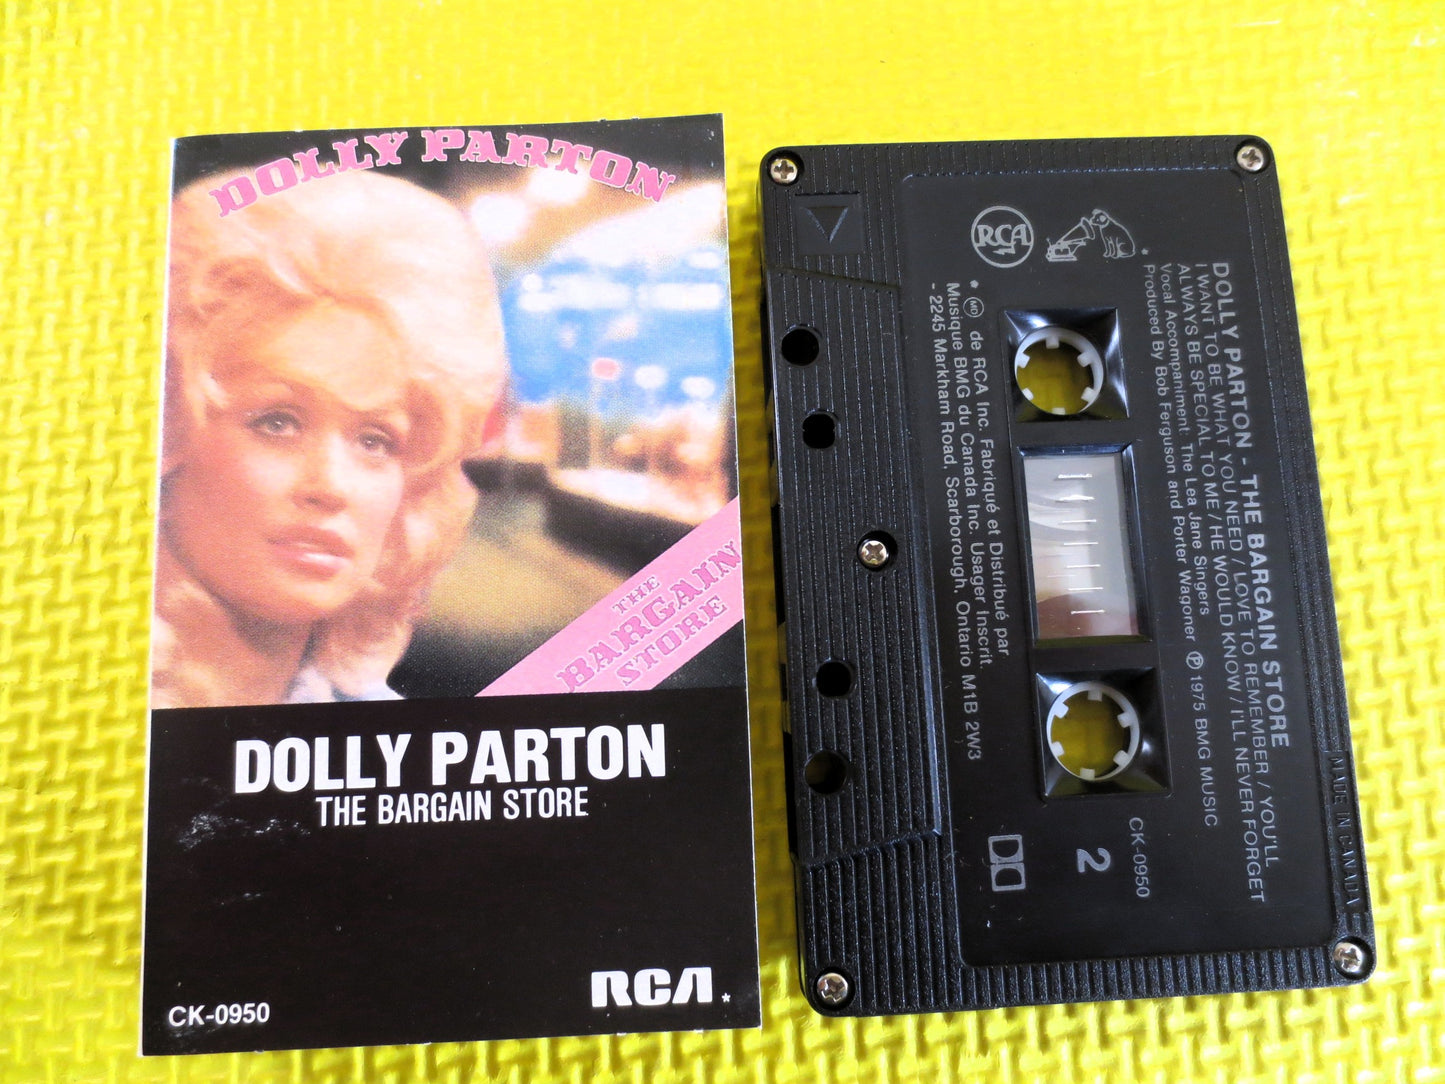 DOLLY PARTON
THE
BARGAIN
STORE
DOLLY PARTON
THE BARGAIN STORE
CK-0950
RCA *
DOLLY PARTON - THE BARGAIN STORE
I WANT TO BE WHAT YOU NEED / LOVE TO REMEMBER / YOU'LL
ALWAYS BE SPECIAL TO ME / HE WOULD KNOW / I'LL NEVER FORGET
Vocal Accompaniment: The Lea Jane Singers
Produced By Bob Ferguson and Porter Wagoner ℗ 1975 BMG MUSIC
RCA *
CK-0950
2
* MD de RCA Inc. Fabriqué et Distribué par
Musique BMG du Canada Inc. Usager Inscrit.
- 2245 Markham Road, Scarborough, Ontario M1B 2W3
MADE IN CANADA